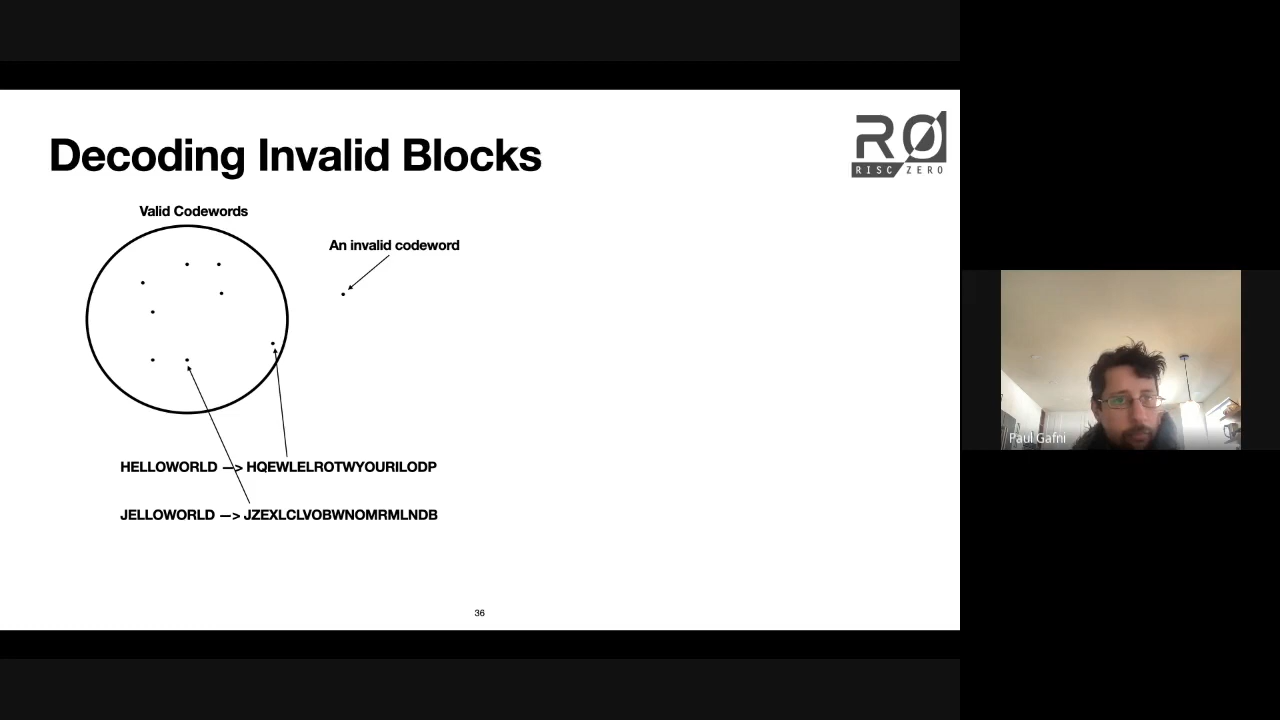 Decoding Invalid Blocks
RØ
RISC ZERO
Valid Codewords
An invalid codeword
HELLOWORLD —> HQEWLELROTWYOURILODP
JELLOWORLD —> JZEXLCLVOBWNOMRMLNDB
36
Paul Gafni